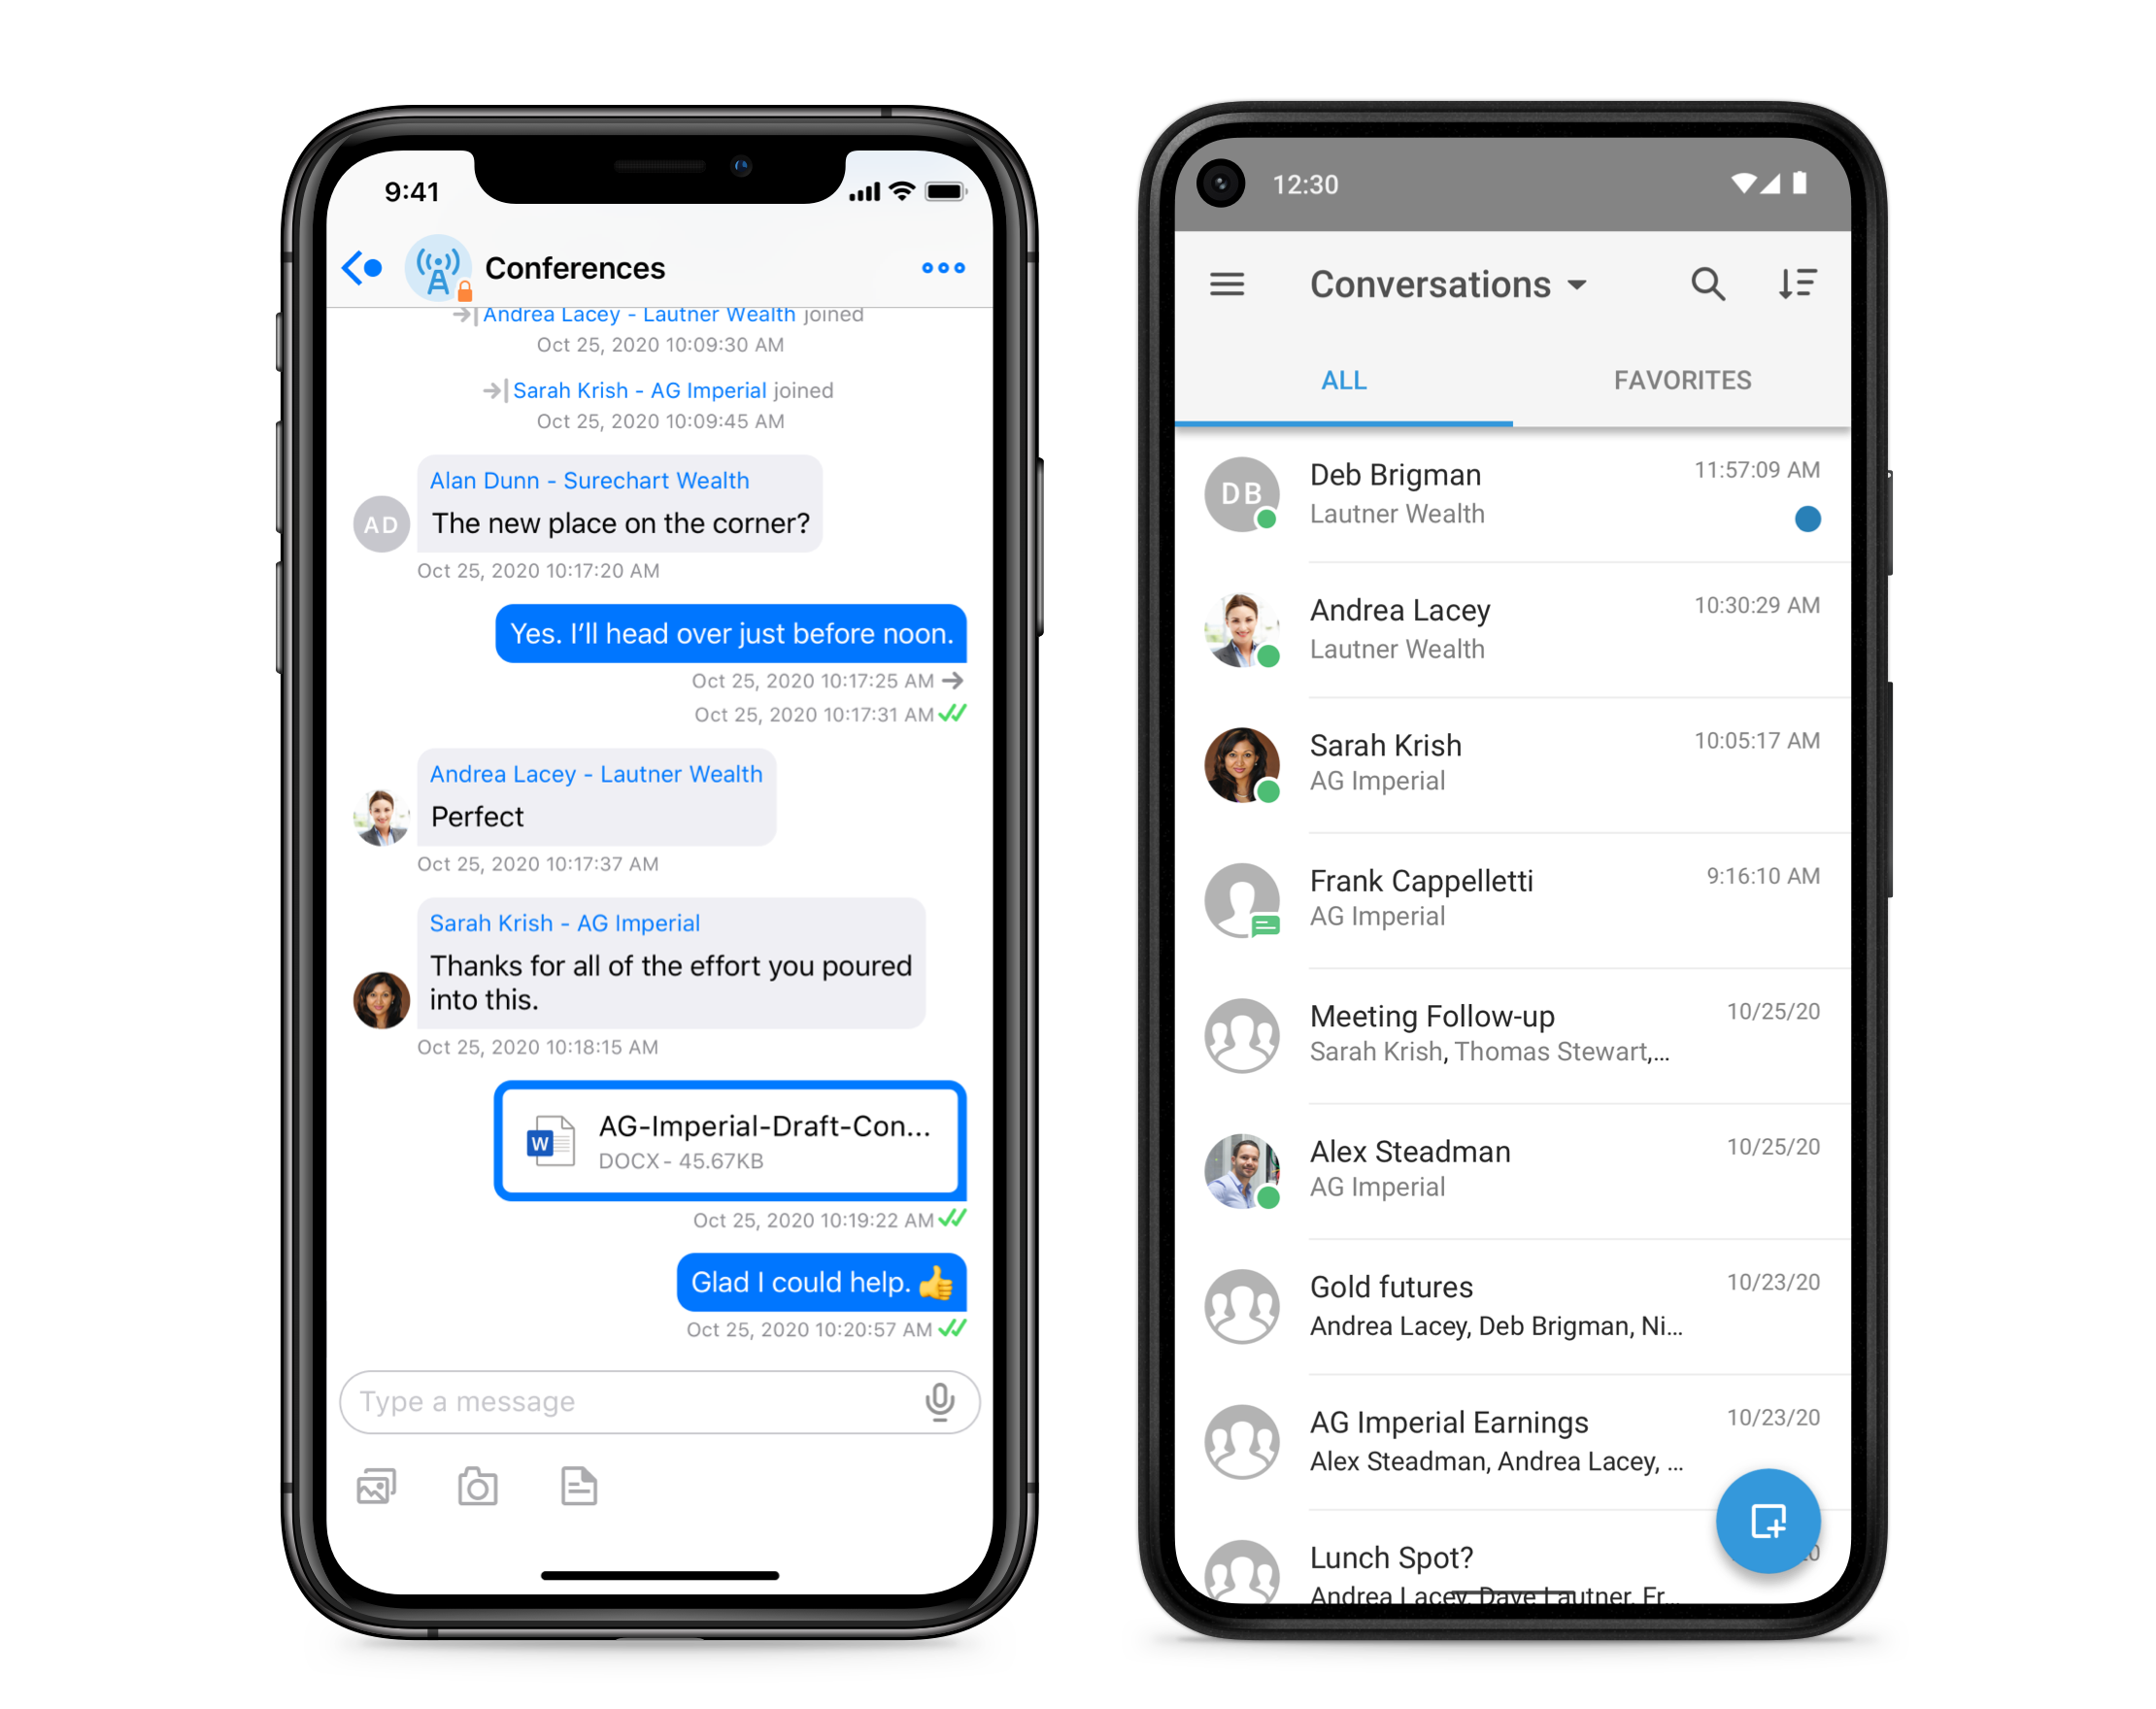 9:41
Conferences
Andrea Lacey - Lautner Wealth joined
Oct 25, 2020 10:09:30 AM
Sarah Krish - AG Imperial joined
Oct 25, 2020 10:09:45 AM
Alan Dunn - Surechart Wealth
AD
The new place on the corner?
Oct 25, 2020 10:17:20 AM
Yes. I’ll head over just before noon.
Oct 25, 2020 10:17:25 AM
Oct 25, 2020 10:17:31 AM
Andrea Lacey - Lautner Wealth
Perfect
Oct 25, 2020 10:17:37 AM
Sarah Krish - AG Imperial
Thanks for all of the effort you poured
into this.
Oct 25, 2020 10:18:15 AM
W
AG-Imperial-Draft-Con...
DOCX - 45.67KB
Oct 25, 2020 10:19:22 AM
Glad I could help. 👍
Oct 25, 2020 10:20:57 AM
Type a message
12:30
Conversations
ALL FAVORITES
DB
Deb Brigman 11:57:09 AM
Lautner Wealth
Andrea Lacey 10:30:29 AM
Lautner Wealth
Sarah Krish 10:05:17 AM
AG Imperial
Frank Cappelletti 9:16:10 AM
AG Imperial
Meeting Follow-up 10/25/20
Sarah Krish, Thomas Stewart,...
Alex Steadman 10/25/20
AG Imperial
Gold futures 10/23/20
Andrea Lacey, Deb Brigman, Ni...
AG Imperial Earnings 10/23/20
Alex Steadman, Andrea Lacey, ...
Lunch Spot?
Andrea Lacey, Dave Lautner, Fr...